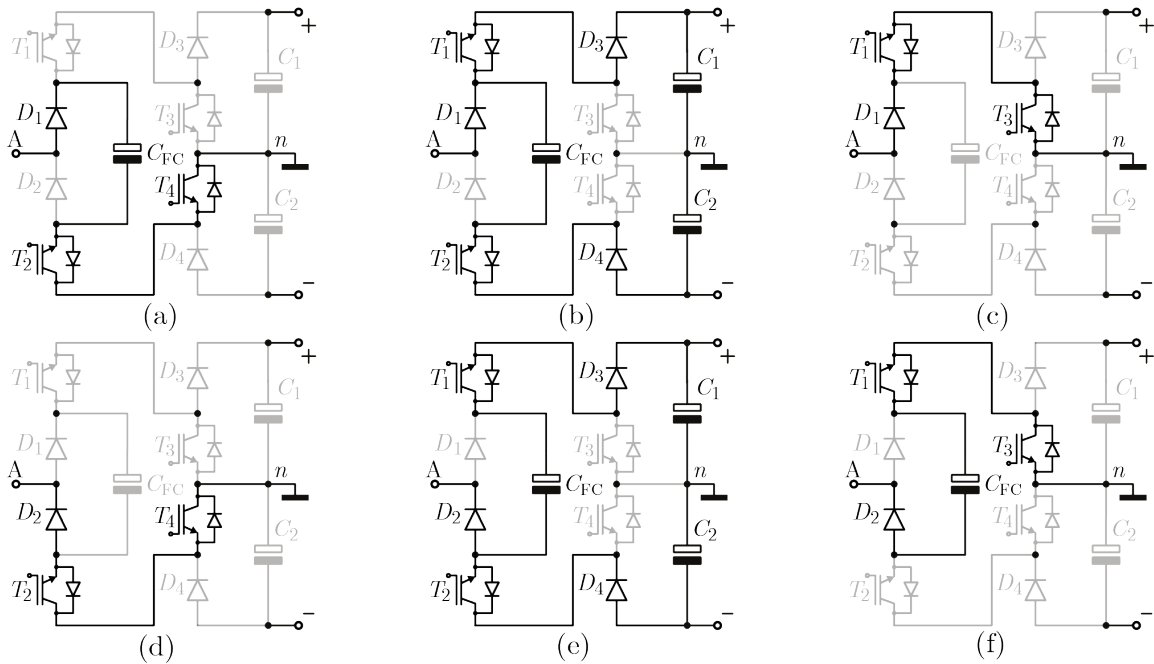 T1 D3 C1 +
D1 T3
A CFC n
D2 T4 C2
T2 D4 −
(a)
T1 D3 C1 +
D1 T3
A CFC n
D2 T4 C2
T2 D4 −
(b)
T1 D3 C1 +
D1 T3
A CFC n
D2 T4 C2
T2 D4 −
(c)
T1 D3 C1 +
D1 T3
A CFC n
D2 T4 C2
T2 D4 −
(d)
T1 D3 C1 +
D1 T3
A CFC n
D2 T4 C2
T2 D4 −
(e)
T1 D3 C1 +
D1 T3
A CFC n
D2 T4 C2
T2 D4 −
(f)